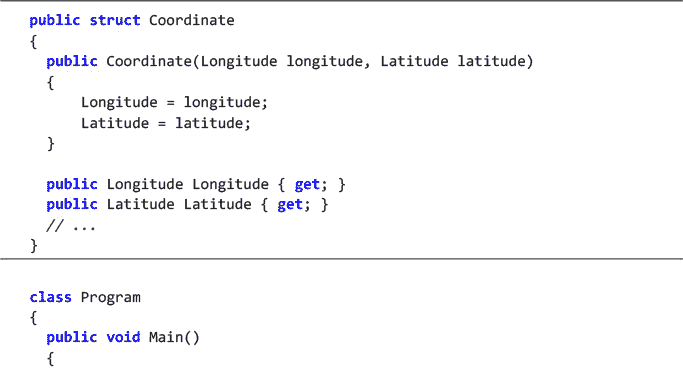 public struct Coordinate
{
public Coordinate(Longitude longitude, Latitude latitude)
{
Longitude = longitude;
Latitude = latitude;
}
public Longitude Longitude { get; }
public Latitude Latitude { get; }
// ...
}
class Program
{
public void Main()
{